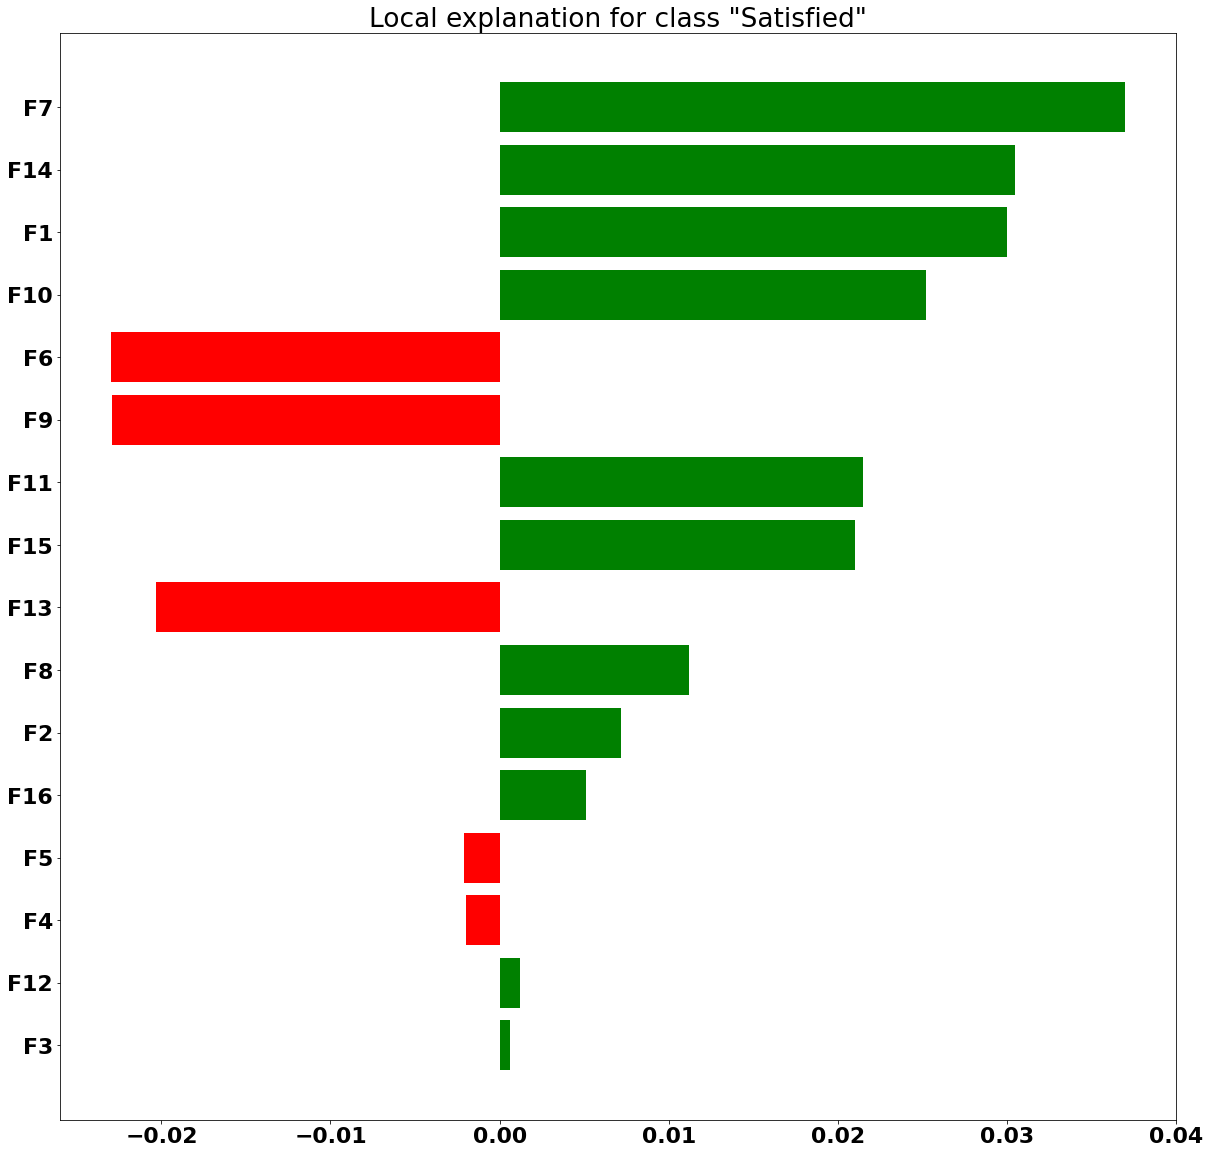 Local explanation for class "Satisfied"
F7
F14
F1
F10
F6
F9
F11
F15
F13
F8
F2
F16
F5
F4
F12
F3
−0.02 −0.01 0.00 0.01 0.02 0.03 0.04